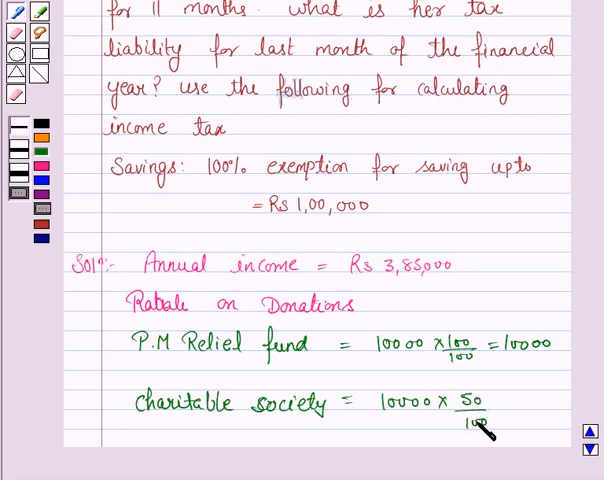 for 11 months. What is her tax
liability for last month of the financial
year? Use the following for calculating
income tax
Savings: 100% exemption for saving upto
= Rs 1,00,000
Soln:- Annual income = Rs 3,85,000
Rabale on Donations
P.M Relief fund = 10000 × 100/100 = 10000
Charitable society = 10000 × 50/100